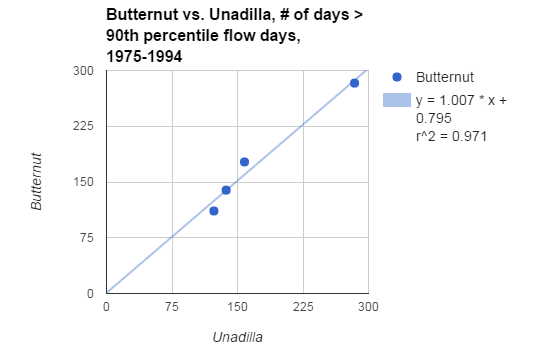 Butternut vs. Unadilla, # of days >
90th percentile flow days,
1975-1994
300
225
150
75
0
Butternut
0 75 150 225 300
Unadilla
Butternut
y = 1.007 * x +
0.795
r^2 = 0.971